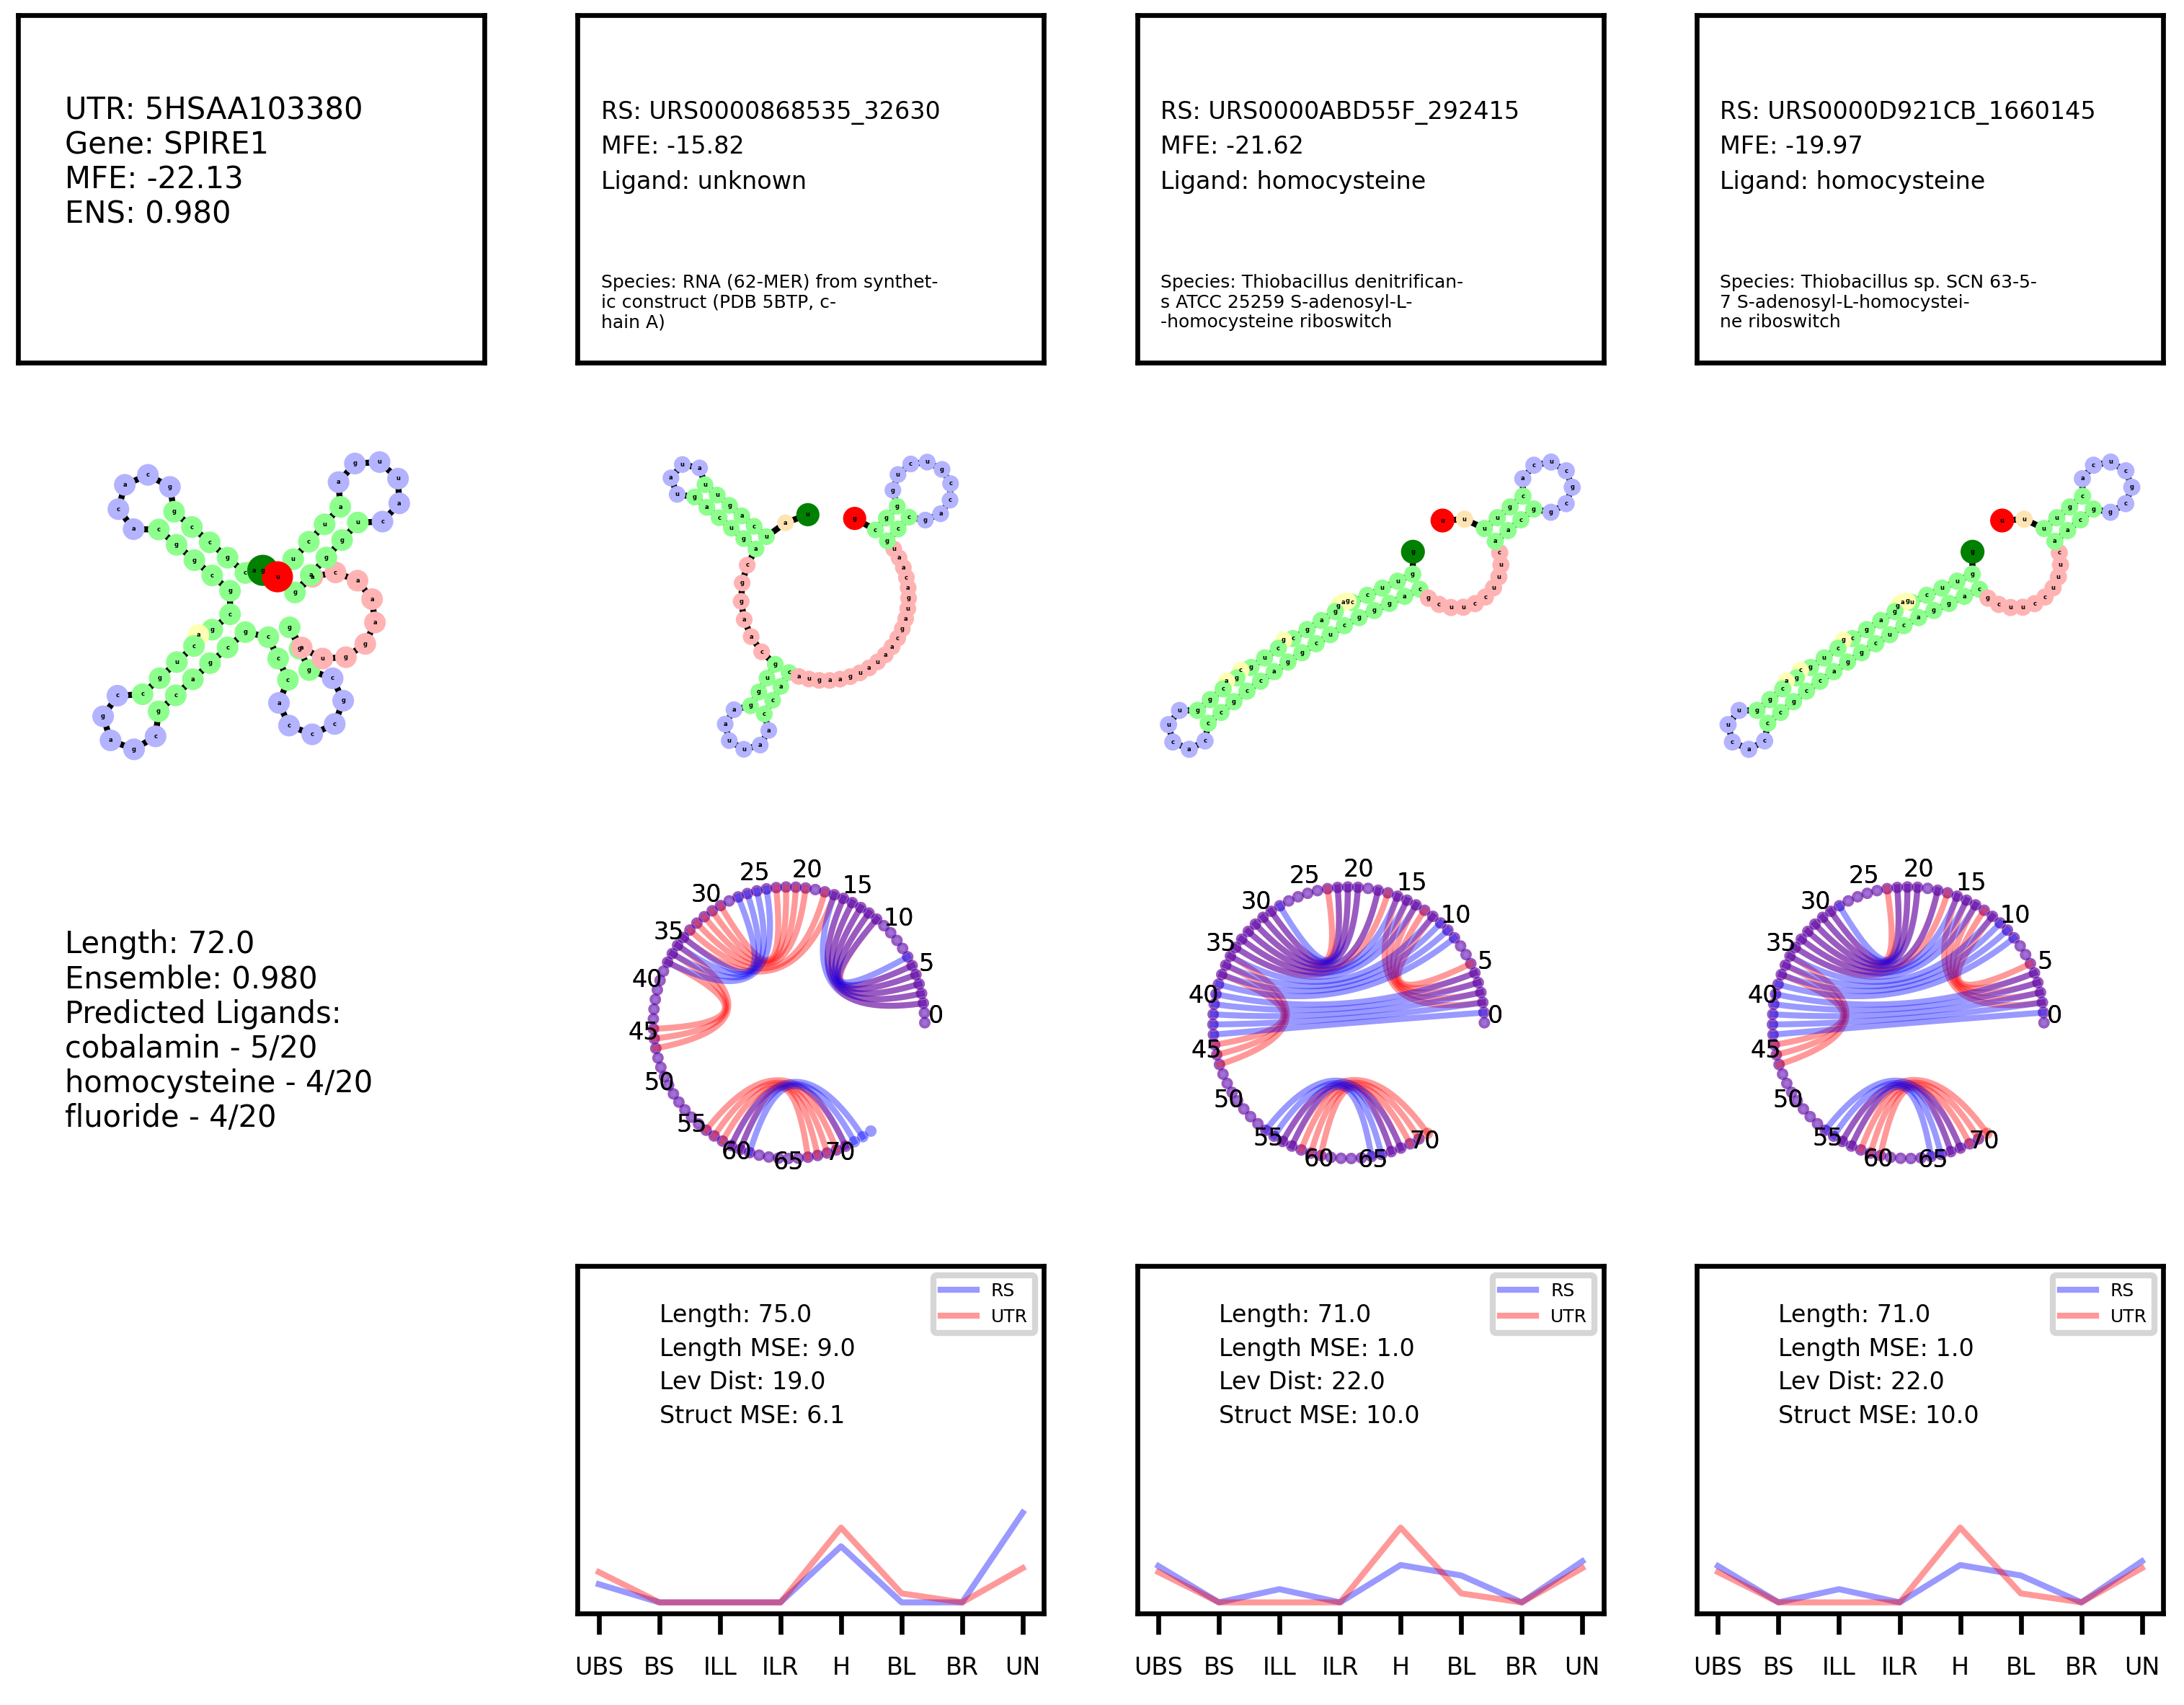 UTR: 5HSAA103380
Gene: SPIRE1
MFE: -22.13
ENS: 0.980
RS: URS0000868535_32630
MFE: -15.82
Ligand: unknown
Species: RNA (62-MER) from synthet-
ic construct (PDB 5BTP, c-
hain A)
RS: URS0000ABD55F_292415
MFE: -21.62
Ligand: homocysteine
Species: Thiobacillus denitrifican-
s ATCC 25259 S-adenosyl-L-
-homocysteine riboswitch
RS: URS0000D921CB_1660145
MFE: -19.97
Ligand: homocysteine
Species: Thiobacillus sp. SCN 63-5-
7 S-adenosyl-L-homocystei-
ne riboswitch
Length: 72.0
Ensemble: 0.980
Predicted Ligands:
cobalamin - 5/20
homocysteine - 4/20
fluoride - 4/20
0
5
10
15
20
25
30
35
40
45
50
55
60
65
70
0
5
10
15
20
25
30
35
40
45
50
55
60
65
70
0
5
10
15
20
25
30
35
40
45
50
55
60
65
70
RS
UTR
Length: 75.0
Length MSE: 9.0
Lev Dist: 19.0
Struct MSE: 6.1
UBS BS ILL ILR H BL BR UN
RS
UTR
Length: 71.0
Length MSE: 1.0
Lev Dist: 22.0
Struct MSE: 10.0
UBS BS ILL ILR H BL BR UN
RS
UTR
Length: 71.0
Length MSE: 1.0
Lev Dist: 22.0
Struct MSE: 10.0
UBS BS ILL ILR H BL BR UN